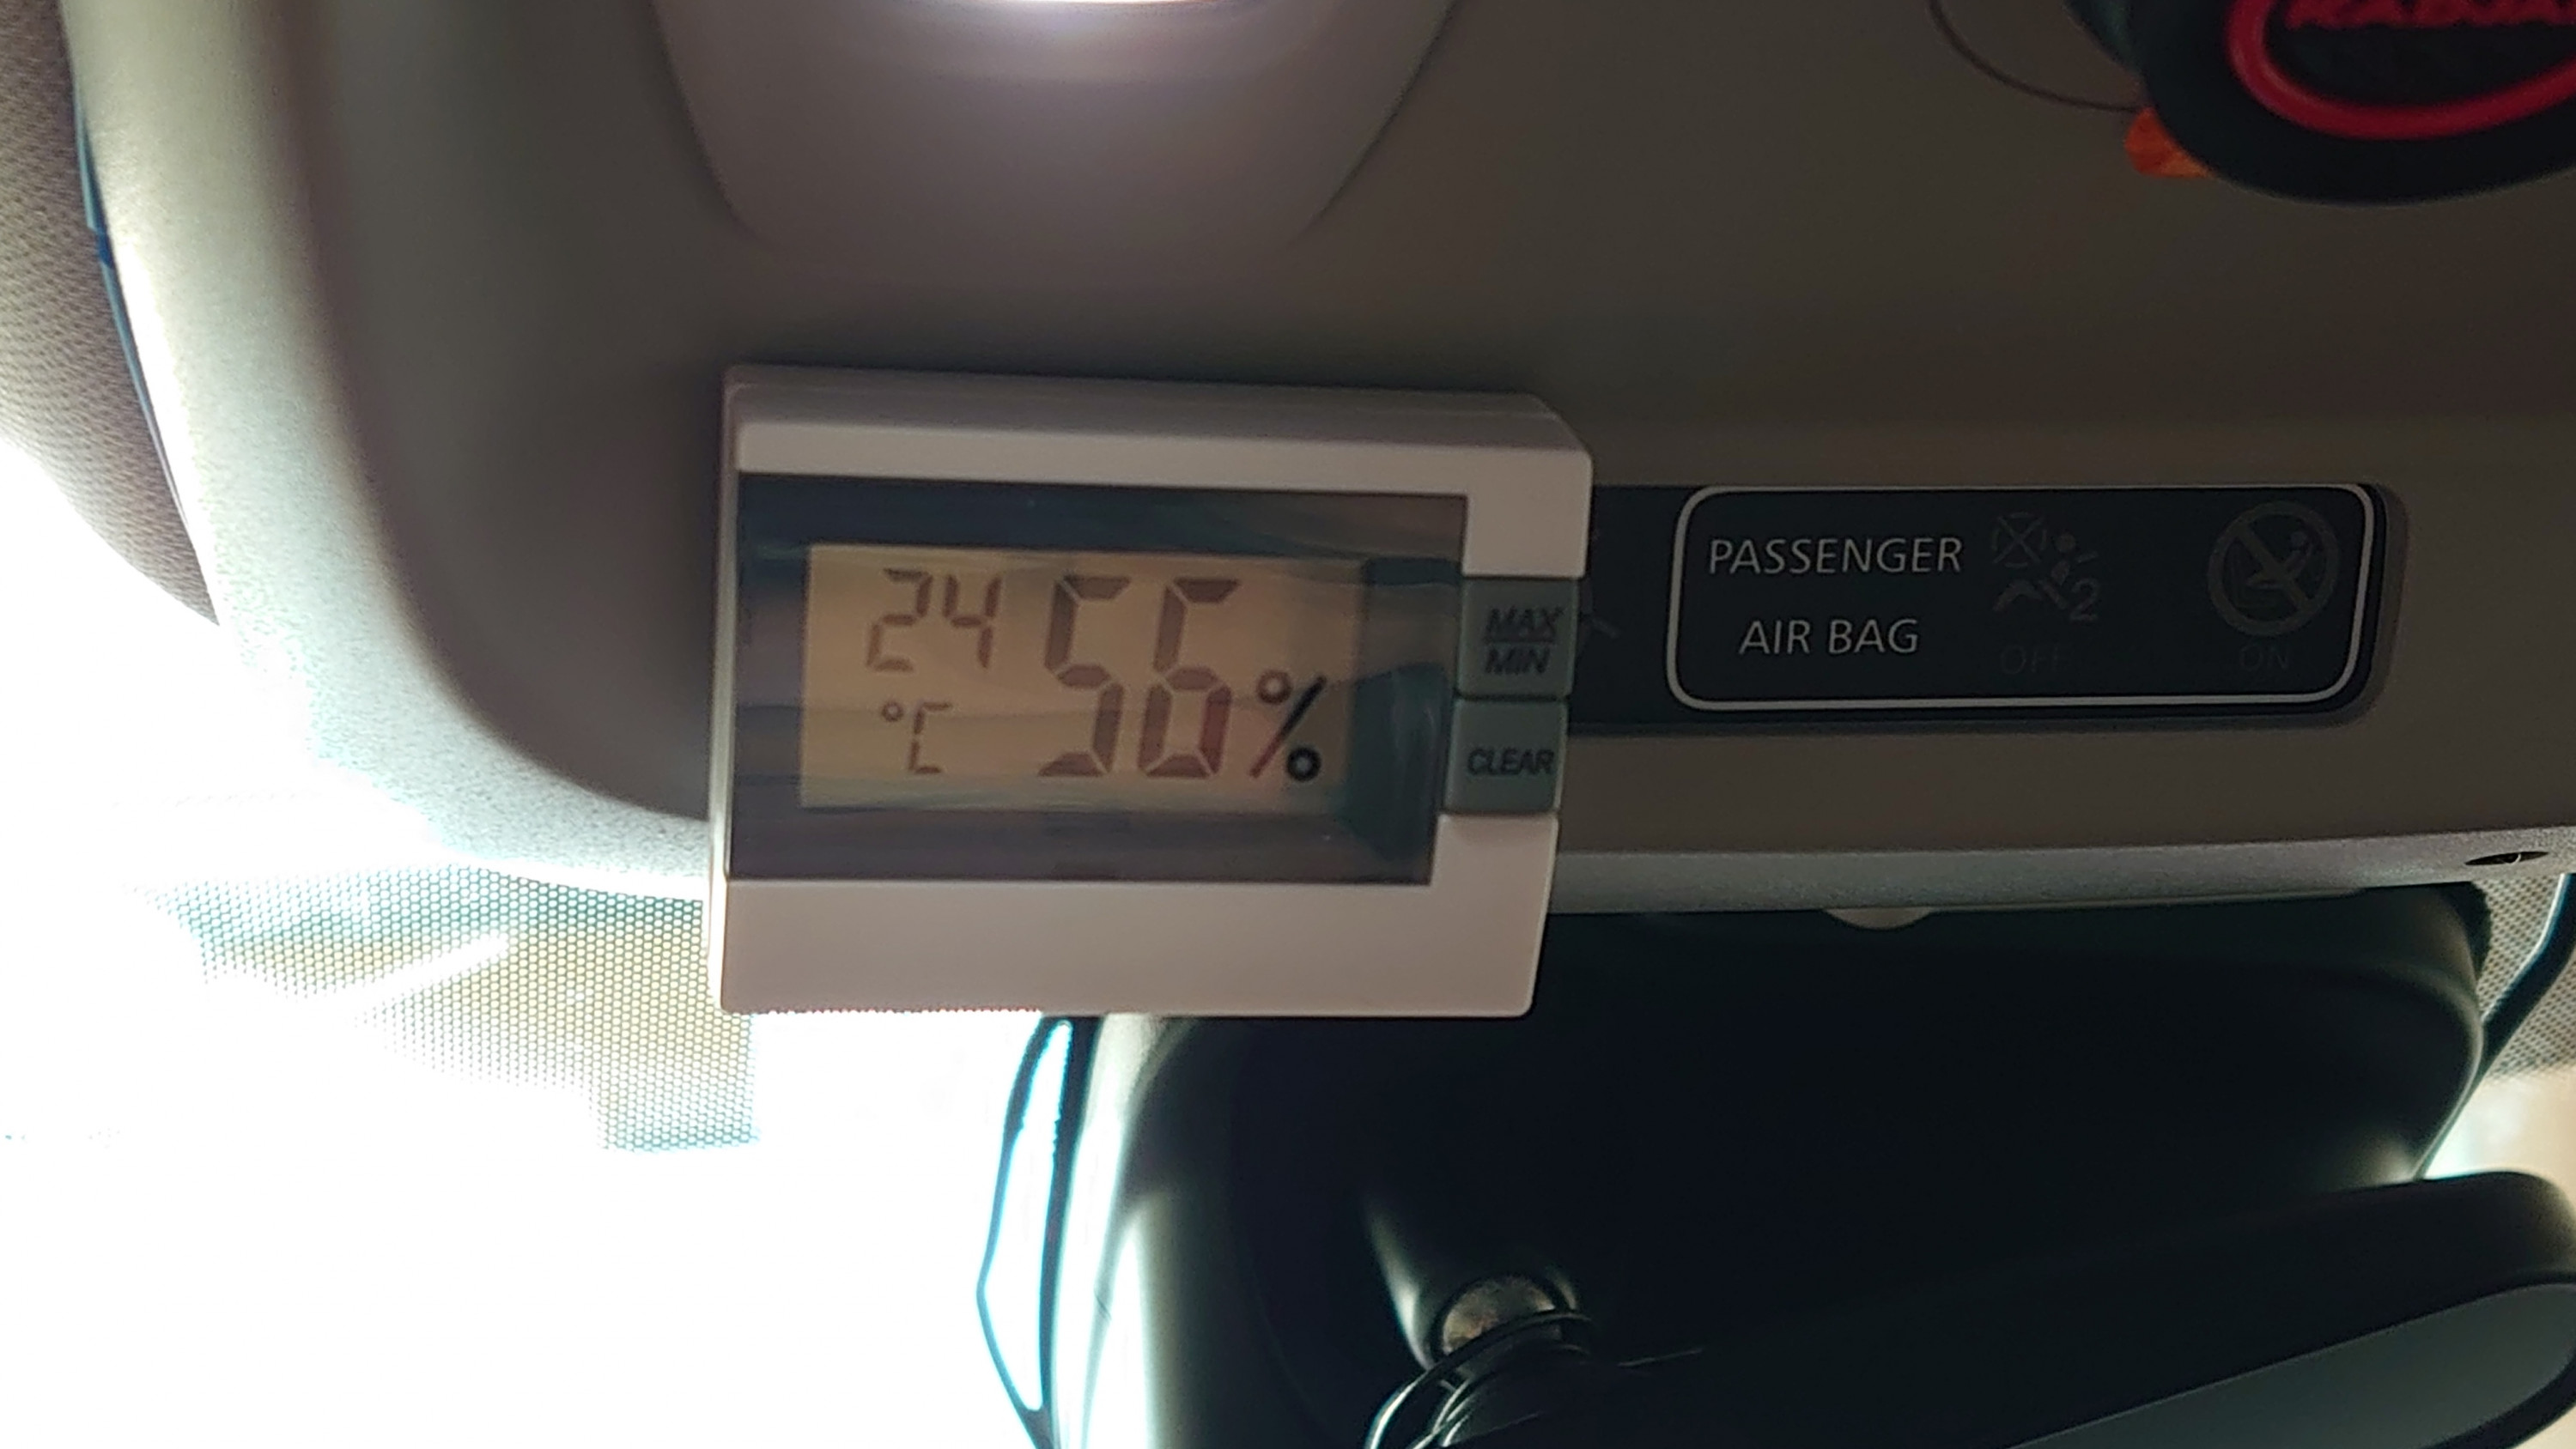 24 56%
°C
MAX
MIN
CLEAR
PASSENGER
AIR BAG
2
OFF
ON